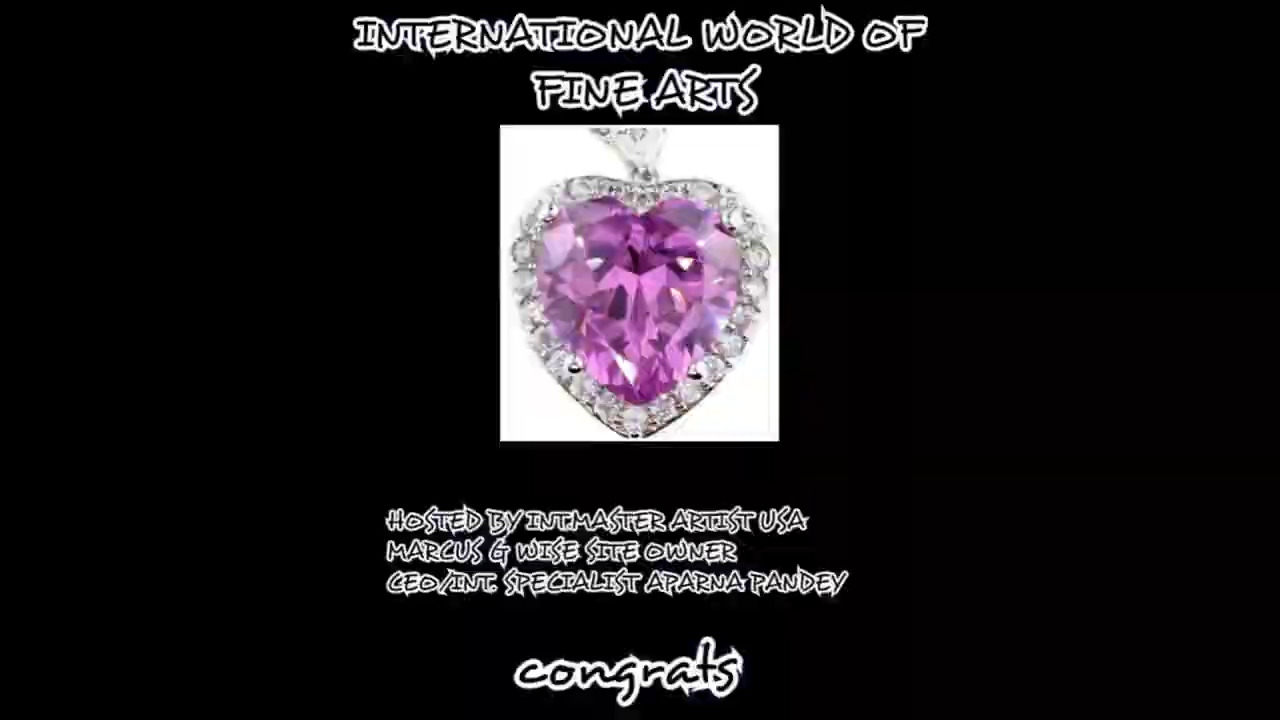 INTERNATIONAL WORLD OF
FINE ARTS
HOSTED BY INT.MASTER ARTIST USA
MARCUS G WISE SITE OWNER
CEO/INT. SPECIALIST APARNA PANDEY
congrats